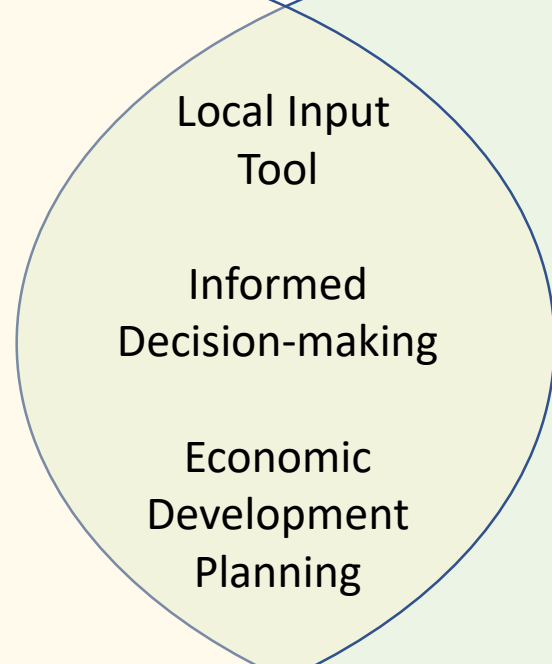 Local Input
Tool
Informed
Decision-making
Economic
Development
Planning